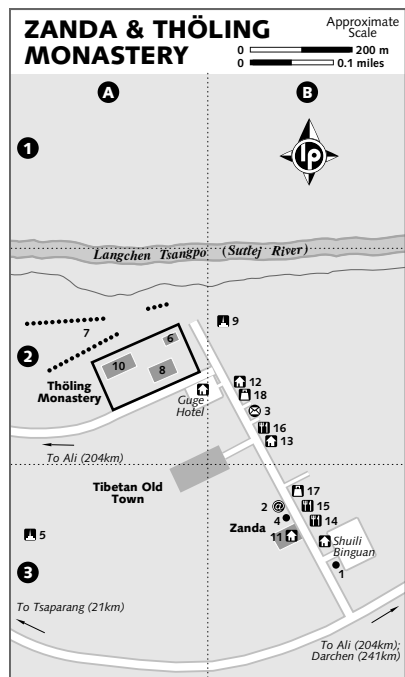 ZANDA & THÖLING
MONASTERY
Approximate
Scale
0 200 m
0 0.1 miles
A B
1
lp
Langchen Tsangpo (Sutlej River)
9
7
6
2
10
8
Thöling
Monastery
12
18
Guge
Hotel
3
16
13
To Ali (204km)
Tibetan Old
Town
17
2 @ 15
4 14
Zanda
11
Shuili
Binguan
5
1
3
To Tsaparang (21km)
To Ali (204km);
Darchen (241km)